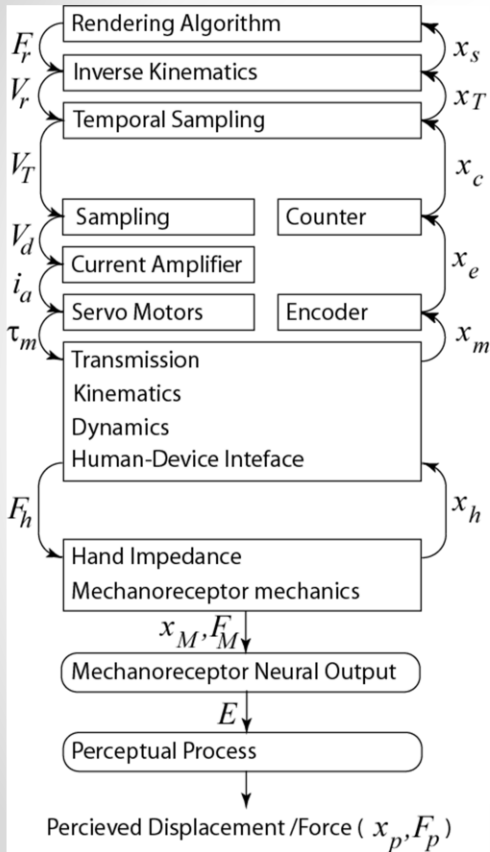 Rendering Algorithm
F_r
x_s
Inverse Kinematics
V_r
x_T
Temporal Sampling
V_T
x_c
Sampling
Counter
V_d
x_e
Current Amplifier
i_a
Servo Motors
Encoder
τ_m
x_m
Transmission
Kinematics
Dynamics
Human-Device Inteface
F_h
x_h
Hand Impedance
Mechanoreceptor mechanics
x_M, F_M
Mechanoreceptor Neural Output
E
Perceptual Process
Percieved Displacement /Force ( x_p, F_p )